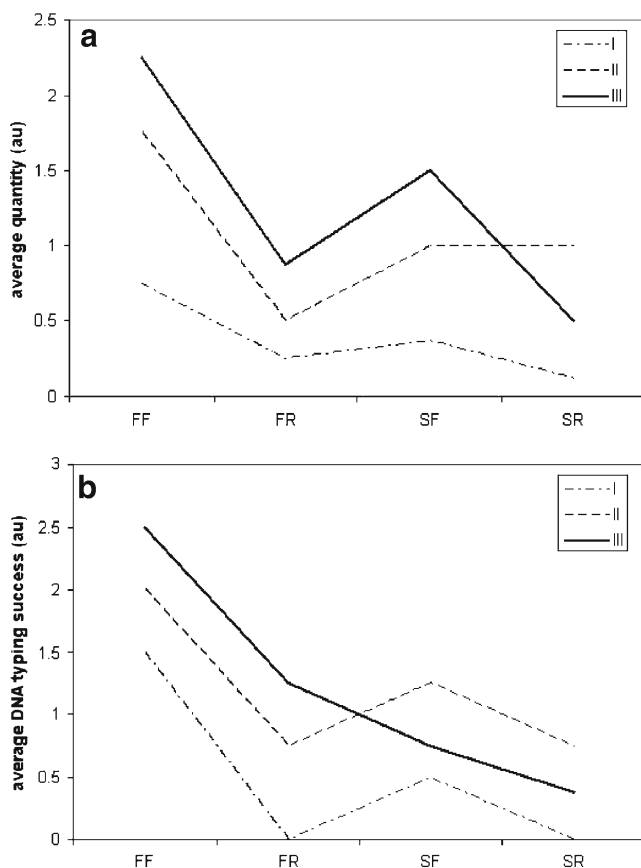 a
2.5
2
1.5
1
0.5
0
average quantity (au)
I
II
III
FF FR SF SR
b
3
2.5
2
1.5
1
0.5
0
average DNA typing success (au)
I
II
III
FF FR SF SR